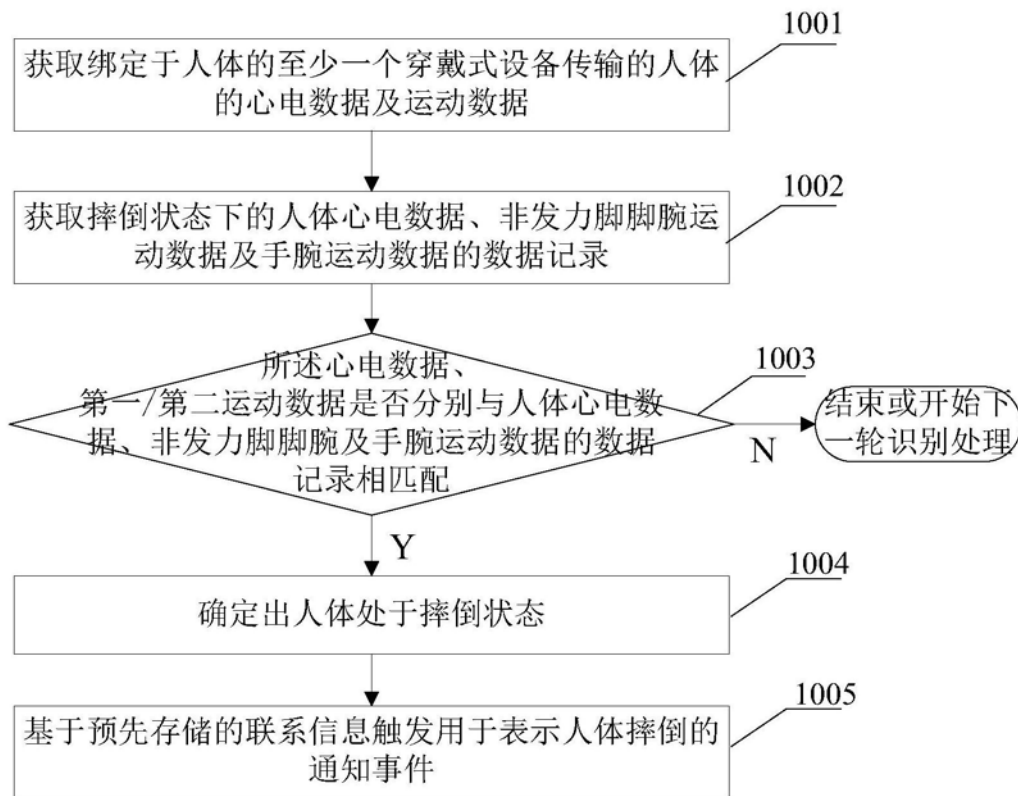 1001
获取绑定于人体的至少一个穿戴式设备传输的人体
的心电数据及运动数据
1002
获取摔倒状态下的人体心电数据、非发力脚脚腕运
动数据及手腕运动数据的数据记录
1003
所述心电数据、
第一/第二运动数据是否分别与人体心电数
据、非发力脚脚腕及手腕运动数据的数据
记录相匹配
N
结束或开始下
一轮识别处理
Y
1004
确定出人体处于摔倒状态
1005
基于预先存储的联系信息触发用于表示人体摔倒的
通知事件